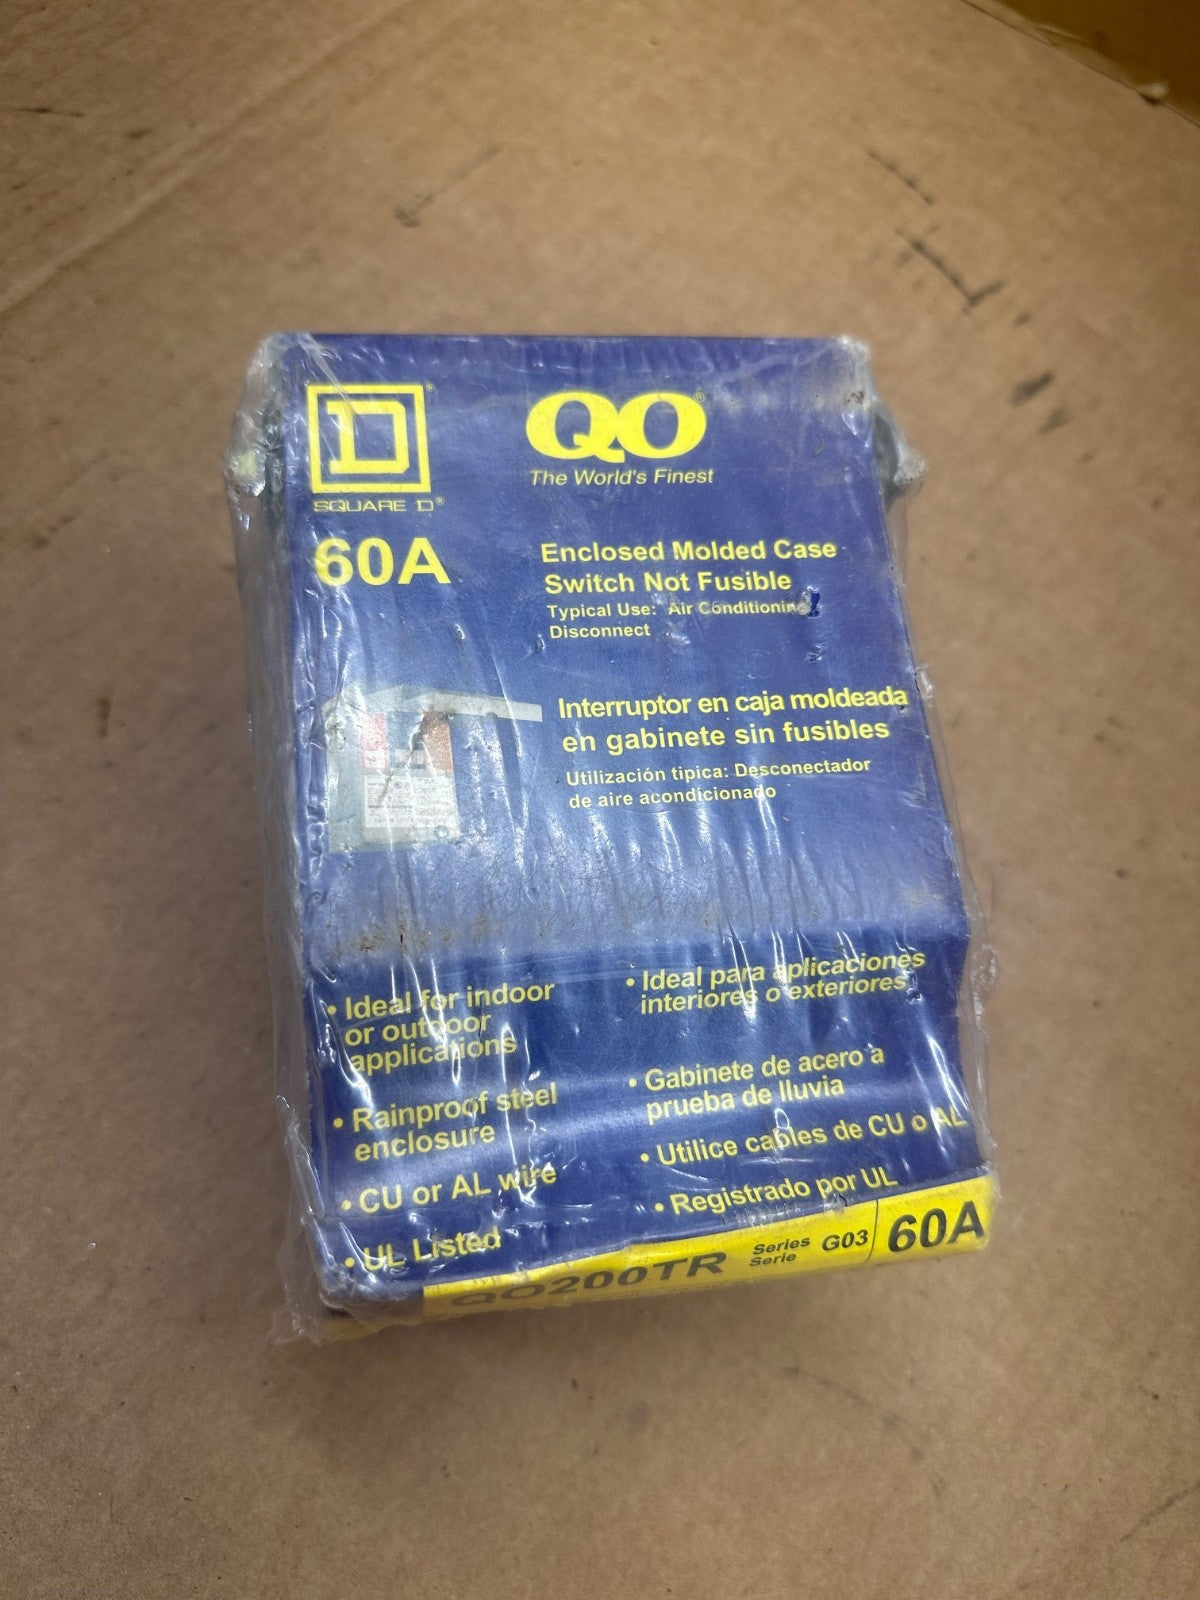 D
SQUARE D®
QO®
The World's Finest
60A
Enclosed Molded Case
Switch Not Fusible
Typical Use: Air Conditioning
Disconnect
Interruptor en caja moldeada
en gabinete sin fusibles
Utilización tipica: Desconectador
de aire acondicionado
• Ideal for indoor
or outdoor
applications
• Rainproof steel
enclosure
• CU or AL wire
• UL Listed
• Ideal para aplicaciones
interiores o exteriores
• Gabinete de acero a
prueba de lluvia
• Utilice cables de CU o AL
• Registrado por UL
QO200TR
Series
Serie
G03
60A